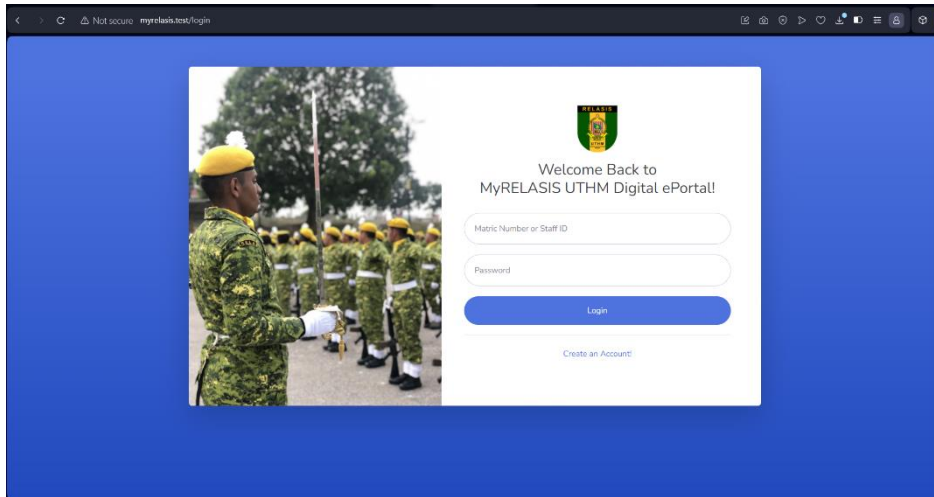 Not secure myrelasis.test/login
RELASIS
UTHM
Welcome Back to
MyRELASIS UTHM Digital ePortal!
Matric Number or Staff ID
Password
Login
Create an Account!